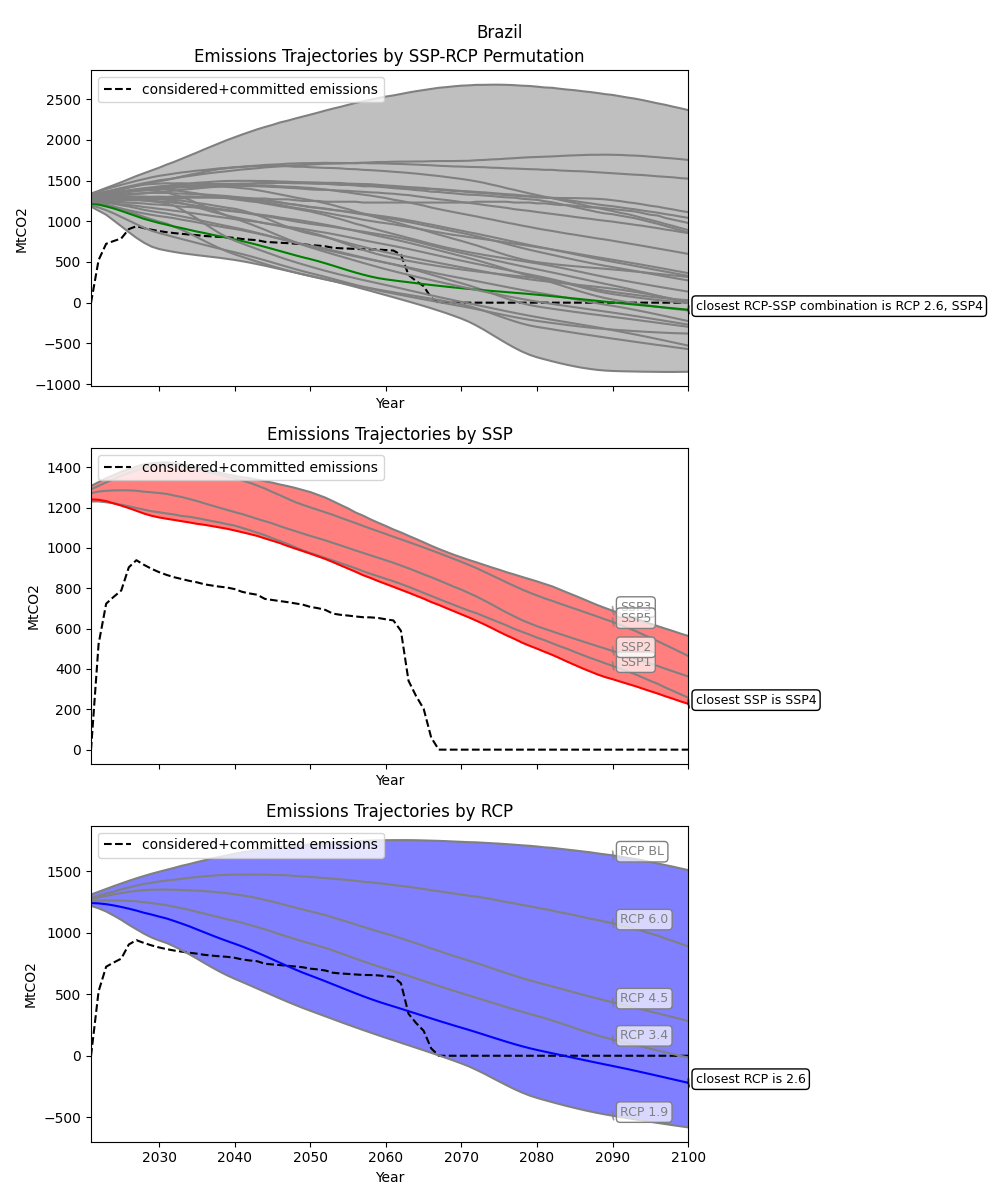 Brazil
Emissions Trajectories by SSP-RCP Permutation
considered+committed emissions
2500
2000
1500
1000
500
0
−500
−1000
MtCO2
closest RCP-SSP combination is RCP 2.6, SSP4
Year
Emissions Trajectories by SSP
considered+committed emissions
1400
1200
1000
800
600
400
200
0
MtCO2
SSP3
SSP5
SSP2
SSP1
closest SSP is SSP4
Year
Emissions Trajectories by RCP
considered+committed emissions
1500
1000
500
0
−500
MtCO2
RCP BL
RCP 6.0
RCP 4.5
RCP 3.4
closest RCP is 2.6
RCP 1.9
2030 2040 2050 2060 2070 2080 2090 2100
Year